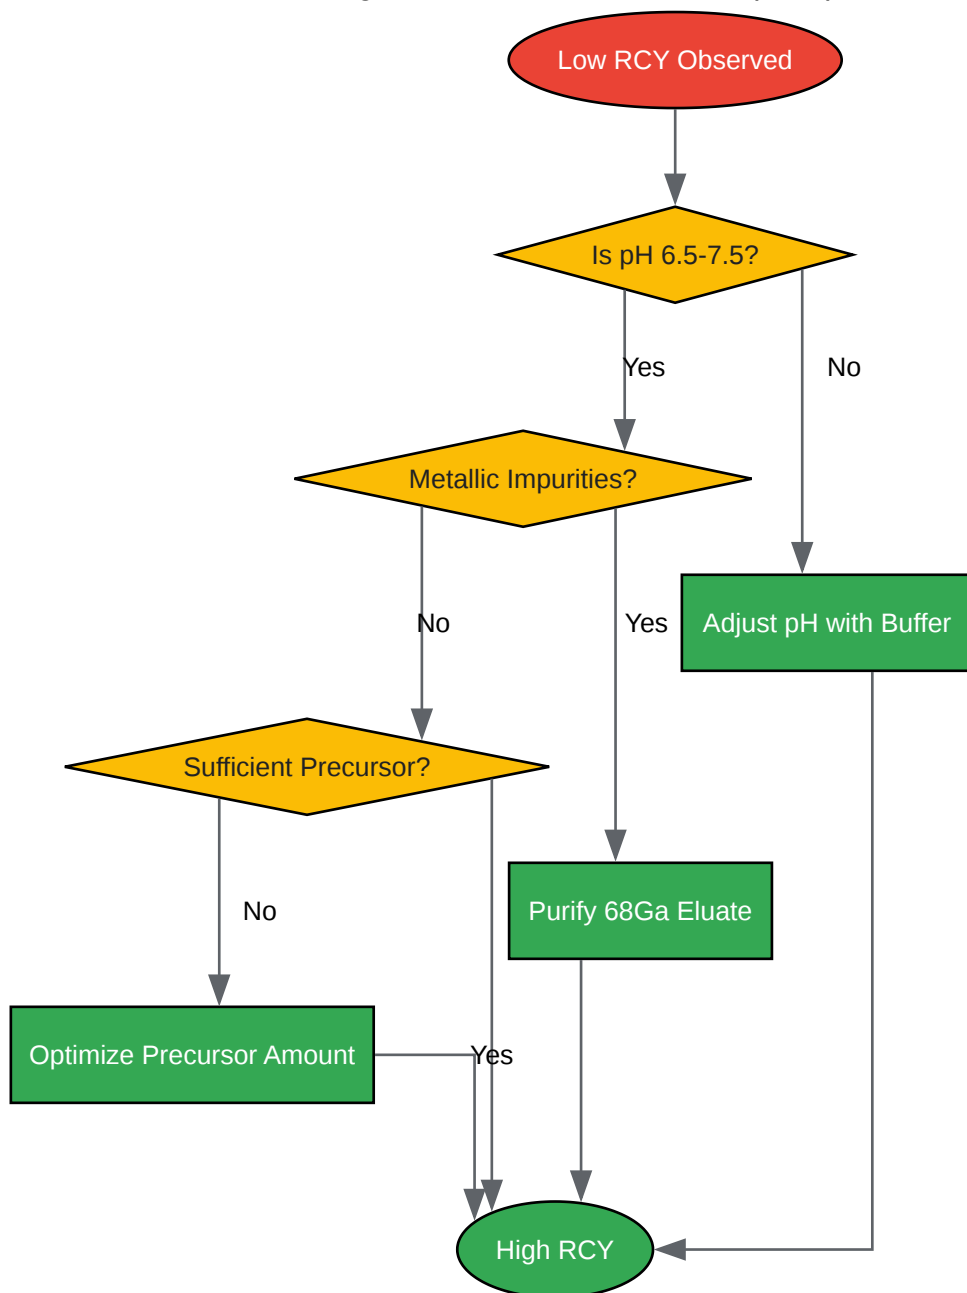 Low RCY Observed
Is pH 6.5-7.5?
Yes
No
Metallic Impurities?
No
Yes
Adjust pH with Buffer
Sufficient Precursor?
No
Purify 68Ga Eluate
Optimize Precursor Amount
Yes
High RCY